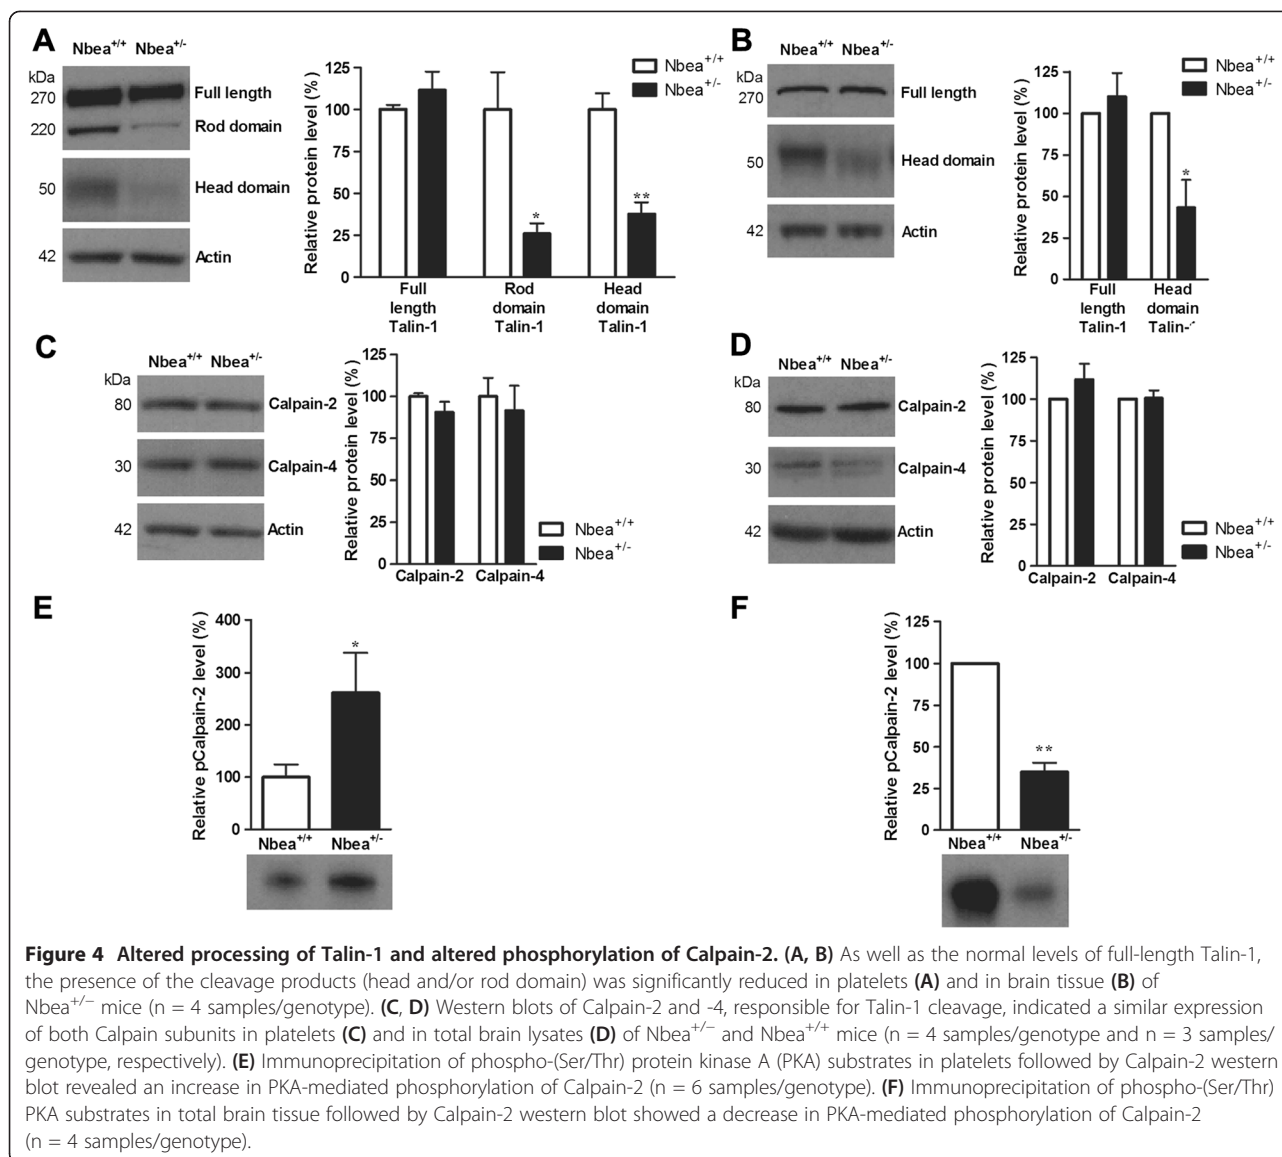 A
Nbea+/+ Nbea+/-
kDa
270
220
50
42
Full length
Rod domain
Head domain
Actin
Relative protein level (%)
125
100
75
50
25
0
*
**
Nbea+/+
Nbea+/-
Full length Talin-1
Rod domain Talin-1
Head domain Talin-1
B
Nbea+/+ Nbea+/-
kDa
270
50
42
Full length
Head domain
Actin
Relative protein level (%)
125
100
75
50
25
0
*
Nbea+/+
Nbea+/-
Full length Talin-1
Head domain Talin-1
C
Nbea+/+ Nbea+/-
kDa
80
30
42
Calpain-2
Calpain-4
Actin
Relative protein level (%)
125
100
75
50
25
0
Calpain-2 Calpain-4
Nbea+/+
Nbea+/-
D
Nbea+/+ Nbea+/-
kDa
80
30
42
Calpain-2
Calpain-4
Actin
Relative protein level (%)
125
100
75
50
25
0
Calpain-2 Calpain-4
Nbea+/+
Nbea+/-
E
Relative pCalpain-2 level (%)
400
300
200
100
0
*
Nbea+/+ Nbea+/-
F
Relative pCalpain-2 level (%)
125
100
75
50
25
0
**
Nbea+/+ Nbea+/-
Figure 4 Altered processing of Talin-1 and altered phosphorylation of Calpain-2. (A, B) As well as the normal levels of full-length Talin-1,
the presence of the cleavage products (head and/or rod domain) was significantly reduced in platelets (A) and in brain tissue (B) of
Nbea+/− mice (n = 4 samples/genotype). (C, D) Western blots of Calpain-2 and -4, responsible for Talin-1 cleavage, indicated a similar expression
of both Calpain subunits in platelets (C) and in total brain lysates (D) of Nbea+/− and Nbea+/+ mice (n = 4 samples/genotype and n = 3 samples/
genotype, respectively). (E) Immunoprecipitation of phospho-(Ser/Thr) protein kinase A (PKA) substrates in platelets followed by Calpain-2 western
blot revealed an increase in PKA-mediated phosphorylation of Calpain-2 (n = 6 samples/genotype). (F) Immunoprecipitation of phospho-(Ser/Thr)
PKA substrates in total brain tissue followed by Calpain-2 western blot showed a decrease in PKA-mediated phosphorylation of Calpain-2
(n = 4 samples/genotype).